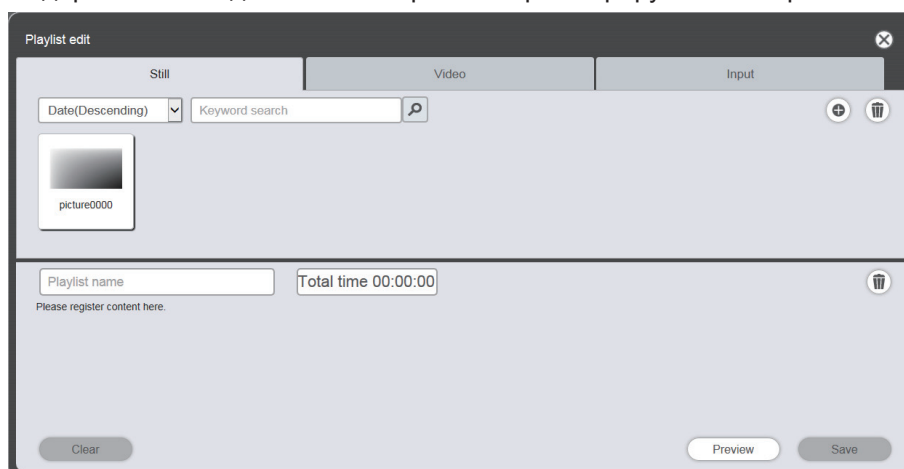 Playlist edit
Still
Video
Input
Date(Descending)
Keyword search
picture0000
Playlist name
Total time 00:00:00
Please register content here.
Clear
Preview
Save